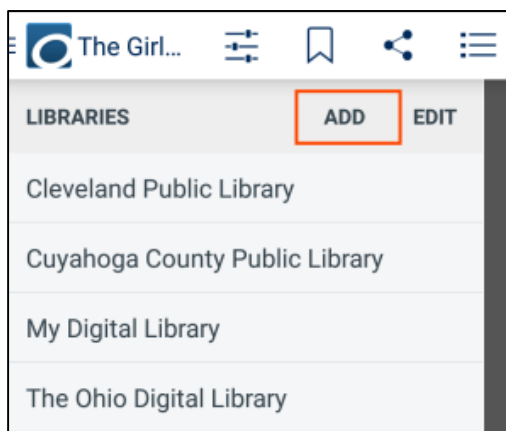 The Girl...
LIBRARIES ADD EDIT
Cleveland Public Library
Cuyahoga County Public Library
My Digital Library
The Ohio Digital Library